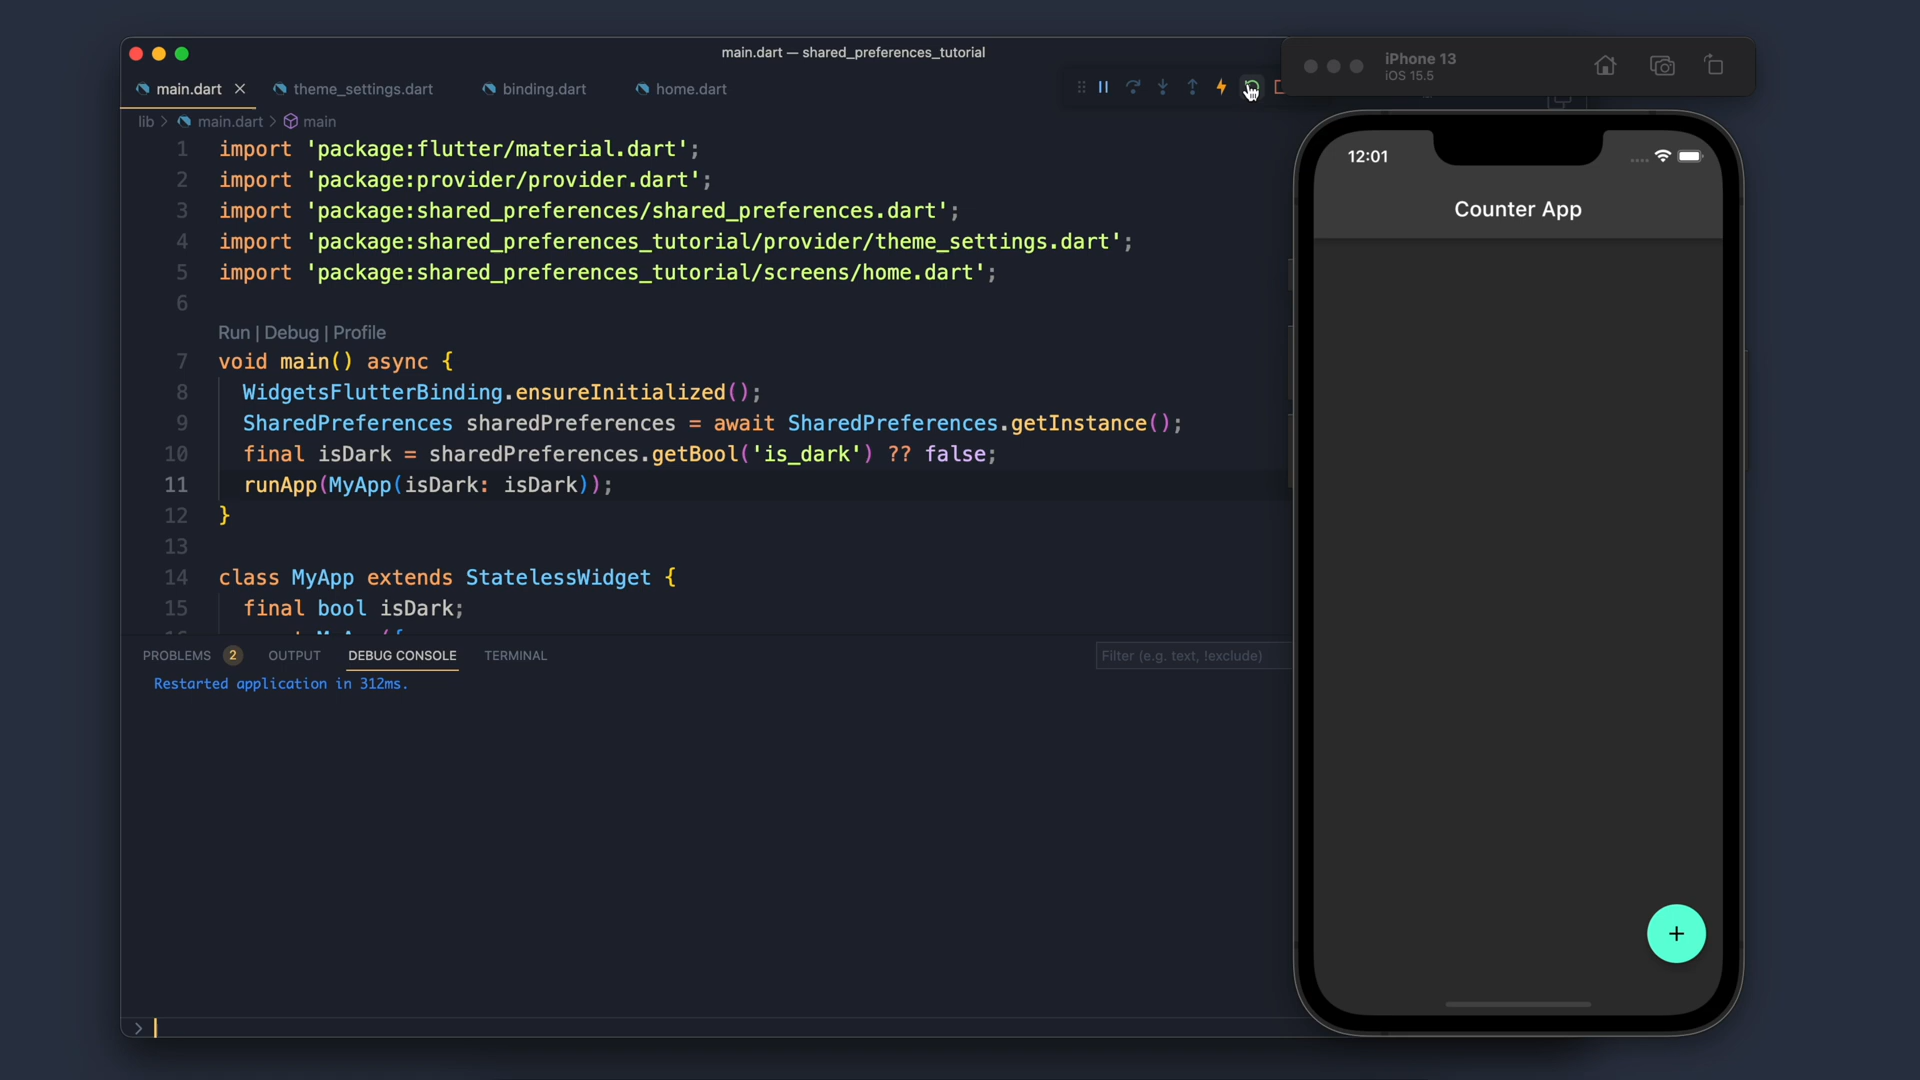 main.dart — shared_preferences_tutorial
main.dart
theme_settings.dart
binding.dart
home.dart
lib > main.dart > main
1 import 'package:flutter/material.dart';
2 import 'package:provider/provider.dart';
3 import 'package:shared_preferences/shared_preferences.dart';
4 import 'package:shared_preferences_tutorial/provider/theme_settings.dart';
5 import 'package:shared_preferences_tutorial/screens/home.dart';
6
Run | Debug | Profile
7 void main() async {
8 WidgetsFlutterBinding.ensureInitialized();
9 SharedPreferences sharedPreferences = await SharedPreferences.getInstance();
10 final isDark = sharedPreferences.getBool('is_dark') ?? false;
11 runApp(MyApp(isDark: isDark));
12 }
13
14 class MyApp extends StatelessWidget {
15 final bool isDark;
PROBLEMS 2 OUTPUT DEBUG CONSOLE TERMINAL
Filter (e.g. text, !exclude)
Restarted application in 312ms.
>
iPhone 13
iOS 15.5
12:01
Counter App
+